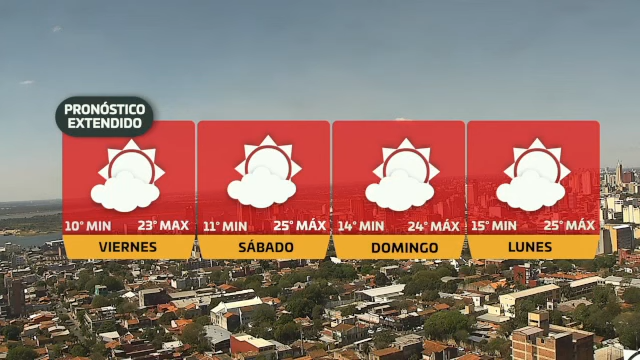 PRONÓSTICO
EXTENDIDO
10° MIN 23° MAX
VIERNES
11° MIN 25° MÁX
SÁBADO
14° MIN 24° MÁX
DOMINGO
15° MIN 25° MÁX
LUNES